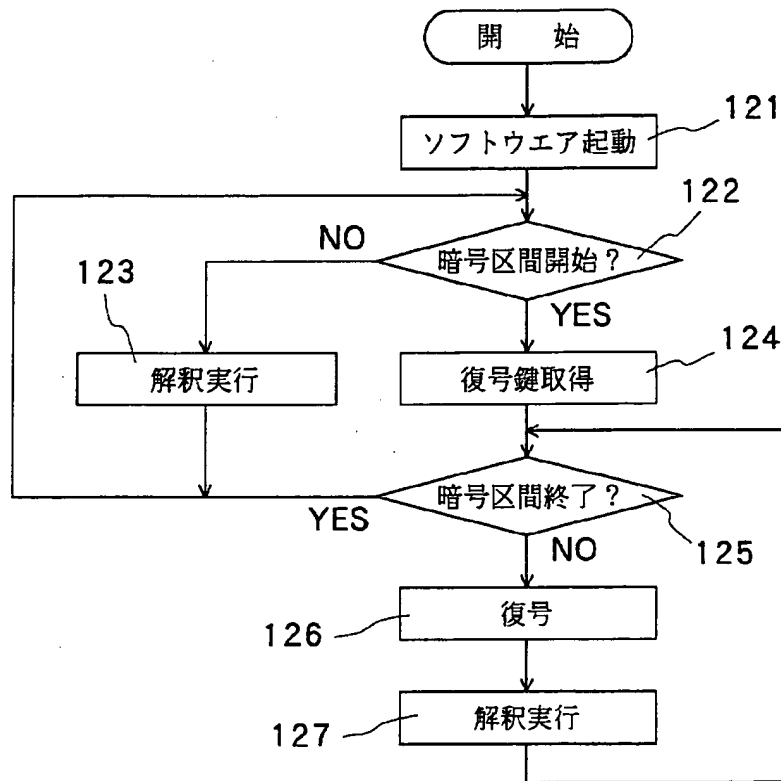 開 始
121
ソフトウエア起動
122
NO
暗号区間開始?
123
YES
124
解釈実行
復号鍵取得
暗号区間終了?
YES
125
NO
復号
126
解釈実行
127